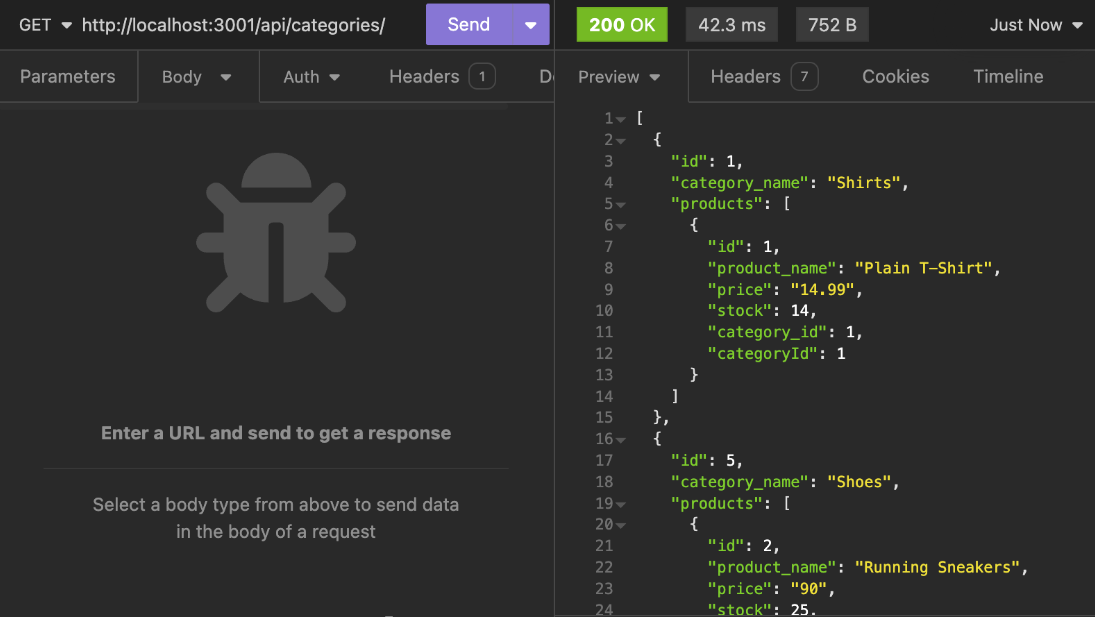 GET http://localhost:3001/api/categories/ Send
200 OK 42.3 ms 752 B Just Now
Parameters Body Auth Headers 1
Preview Headers 7 Cookies Timeline
Enter a URL and send to get a response
Select a body type from above to send data
in the body of a request
1 [
2 {
3 "id": 1,
4 "category_name": "Shirts",
5 "products": [
6 {
7 "id": 1,
8 "product_name": "Plain T-Shirt",
9 "price": "14.99",
10 "stock": 14,
11 "category_id": 1,
12 "categoryId": 1
13 }
14 ]
15 },
16 {
17 "id": 5,
18 "category_name": "Shoes",
19 "products": [
20 {
21 "id": 2,
22 "product_name": "Running Sneakers",
23 "price": "90",
24 "stock": 25,